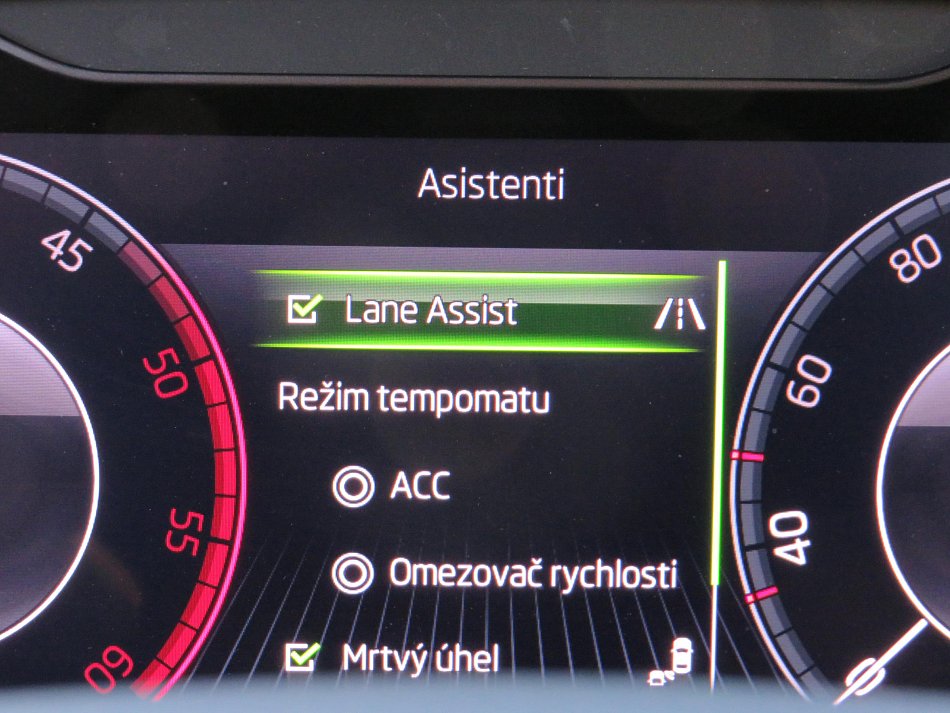 Asistenti
45
80
Lane Assist
50
60
Režim tempomatu
ACC
55
40
Omezovač rychlosti
60
Mrtvý úhel